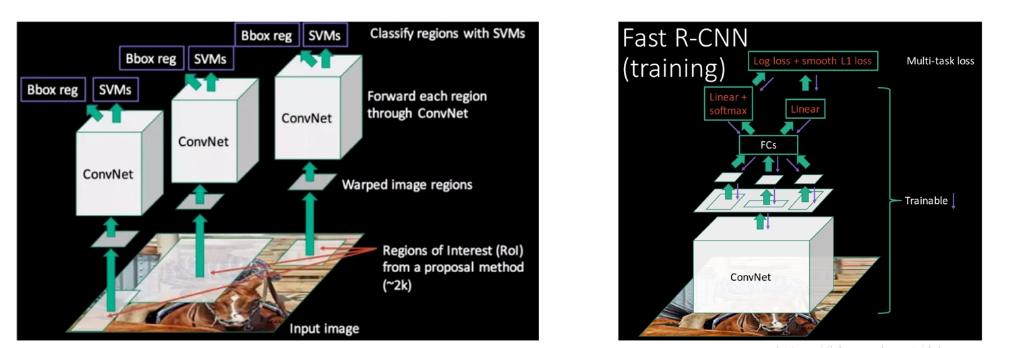 Bbox reg SVMs Classify regions with SVMs
Bbox reg SVMs
Bbox reg SVMs
Forward each region
through ConvNet
ConvNet
ConvNet
ConvNet
Warped image regions
Regions of Interest (RoI)
from a proposal method
(~2k)
Input image
Fast R-CNN
(training)
Log loss + smooth L1 loss
Multi-task loss
Linear +
softmax
Linear
FCs
Trainable
ConvNet